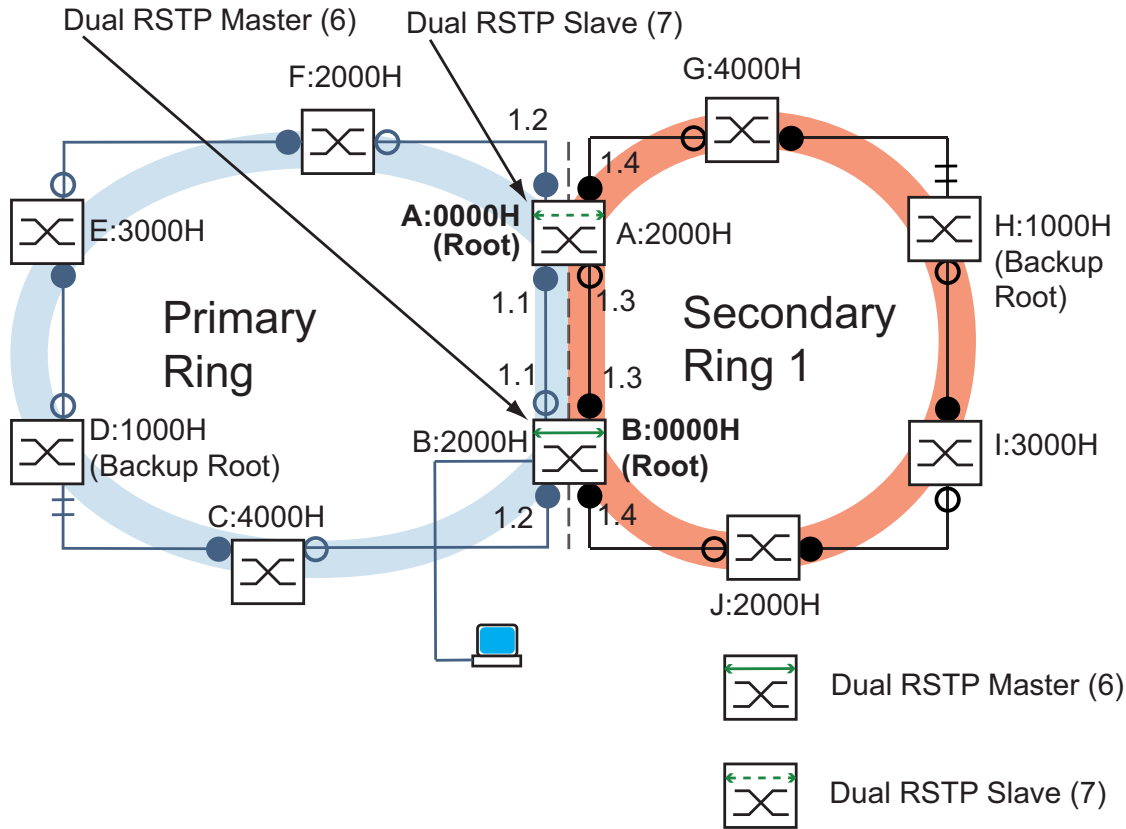 Dual RSTP Master (6)
Dual RSTP Slave (7)
F:2000H
G:4000H
1.2
1.4
E:3000H
A:0000H
(Root)
A:2000H
H:1000H
(Backup
Root)
1.1
1.3
Primary
Ring
Secondary
Ring 1
1.1
1.3
D:1000H
(Backup Root)
B:2000H
B:0000H
(Root)
I:3000H
C:4000H
1.2
1.4
J:2000H
Dual RSTP Master (6)
Dual RSTP Slave (7)